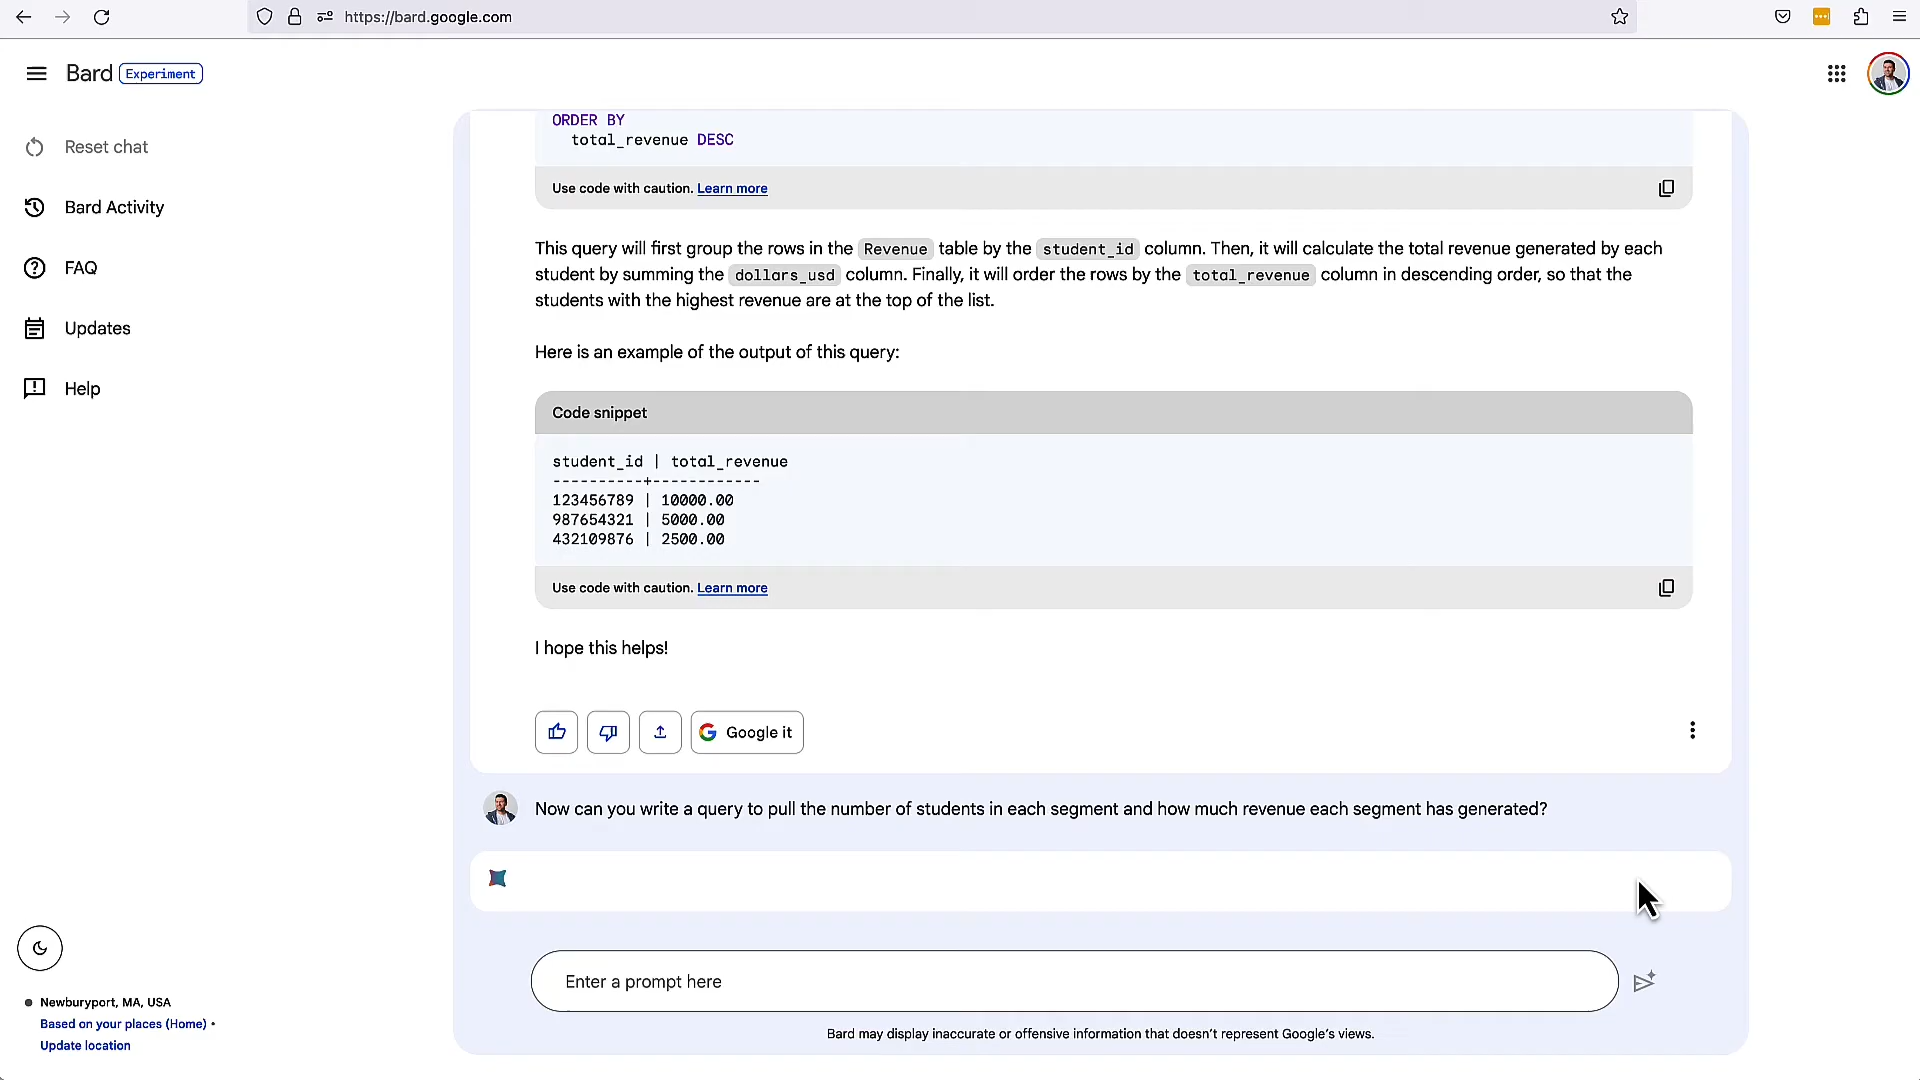 https://bard.google.com
Bard Experiment
Reset chat
Bard Activity
FAQ
Updates
Help
ORDER BY
total_revenue DESC
Use code with caution. Learn more
This query will first group the rows in the Revenue table by the student_id column. Then, it will calculate the total revenue generated by each
student by summing the dollars_usd column. Finally, it will order the rows by the total_revenue column in descending order, so that the
students with the highest revenue are at the top of the list.
Here is an example of the output of this query:
Code snippet
student_id | total_revenue
----------+------------
123456789 | 10000.00
987654321 | 5000.00
432109876 | 2500.00
Use code with caution. Learn more
I hope this helps!
Google it
Now can you write a query to pull the number of students in each segment and how much revenue each segment has generated?
Enter a prompt here
Bard may display inaccurate or offensive information that doesn't represent Google's views.
Newburyport, MA, USA
Based on your places (Home) •
Update location